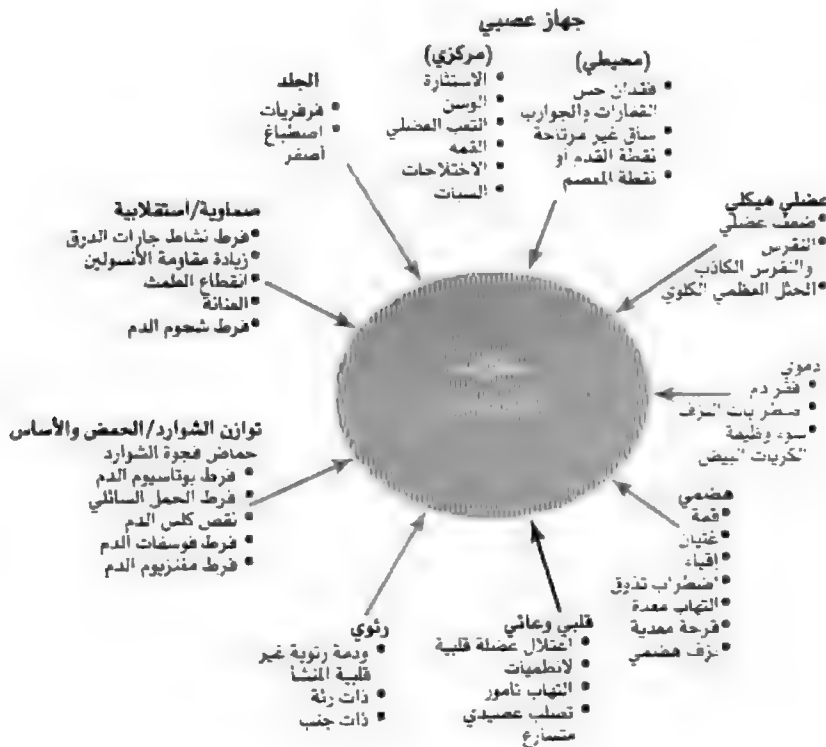 جهاز عصبي
(محيطي)
فقدان حس
القفازات والجوارب
ساق غير مرتاحة
نقطة القدم أو
نقطة المعصم
(مركزي)
الاستثارة
الوسن
التعب العضلي
القمه
الاختلاجات
السبات
الجلد
فرفريات
اصطباغ
أصفر
عضلي هيكلي
ضعف عضلي
النقرس
والنقرس الكاذب
الحثل العظمي الكلوي
دموي
فقر دم
النزف
سوء وظيفة
الكريات البيض
هضمي
قمة
غثيان
إقياء
اضطراب تذوق
التهاب معدة
قرحة معدية
نزف هضمي
قلبي وعائي
اعتلال عضلة قلبية
لانظميات
التهاب تامور
تصلب عصيدي
متسارع
رئوي
وذمة رئوية غير
قلبية المنشأ
ذات رئة
ذات جنب
توازن الشوارد/الحمض والأساس
حماض فجوة الشوارد
فرط بوتاسيوم الدم
فرط الحمل السائلي
نقص كلس الدم
فرط فوسفات الدم
فرط مغنزيوم الدم
صماوية/استقلابية
فرط نشاط جارات الدرق
زيادة مقاومة الأنسولين
انقطاع الطمث
العنانة
فرط شحوم الدم